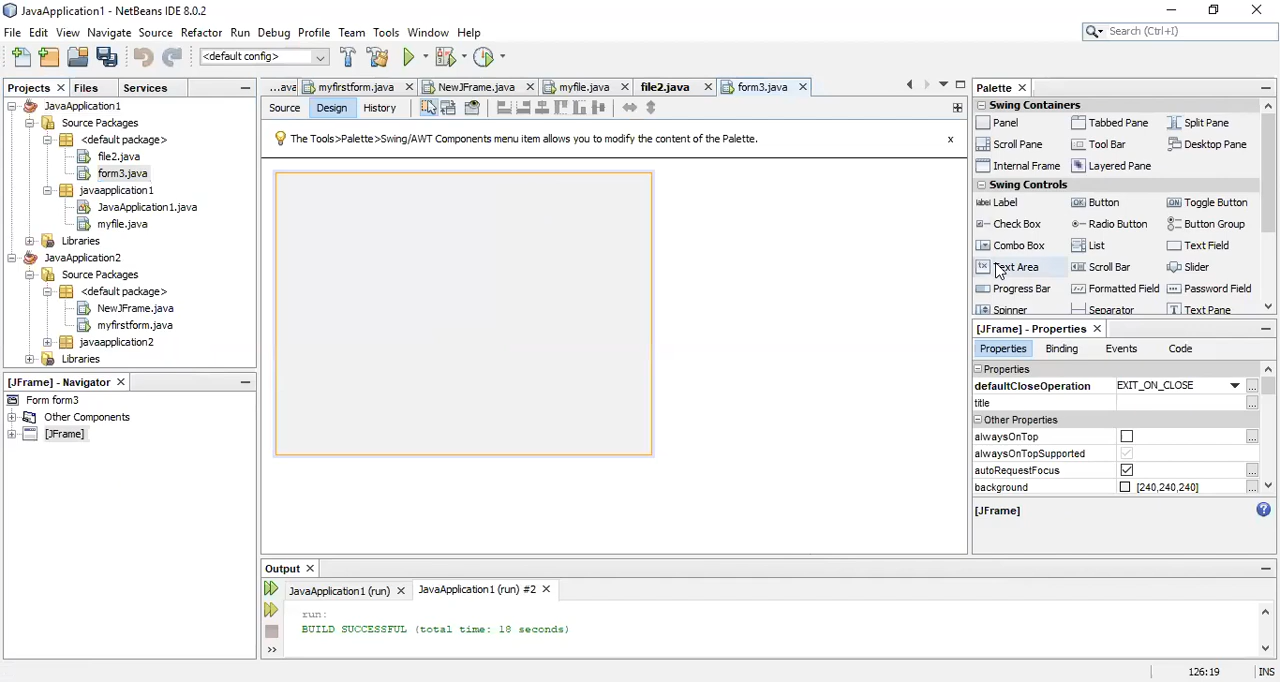 JavaApplication1 - NetBeans IDE 8.0.2
File Edit View Navigate Source Refactor Run Debug Profile Team Tools Window Help
Search (Ctrl+I)
<default config>
Projects Files Services
JavaApplication1
Source Packages
<default package>
file2.java
form3.java
javaapplication1
JavaApplication1.java
myfile.java
Libraries
JavaApplication2
Source Packages
<default package>
NewJFrame.java
myfirstform.java
javaapplication2
Libraries
[JFrame] - Navigator
Form form3
Other Components
[JFrame]
...ava myfirstform.java NewJFrame.java myfile.java file2.java form3.java
Source Design History
The Tools>Palette>Swing/AWT Components menu item allows you to modify the content of the Palette. x
Palette
Swing Containers
Panel Tabbed Pane Split Pane
Scroll Pane Tool Bar Desktop Pane
Internal Frame Layered Pane
Swing Controls
label Label OK Button ON Toggle Button
Check Box Radio Button Button Group
Combo Box List Text Field
Text Area Scroll Bar Slider
Progress Bar Formatted Field Password Field
Spinner Separator Text Pane
[JFrame] - Properties
Properties Binding Events Code
Properties
defaultCloseOperation EXIT_ON_CLOSE ...
title ...
Other Properties
alwaysOnTop ...
alwaysOnTopSupported
autoRequestFocus ...
background [240,240,240] ...
[JFrame]
Output
JavaApplication1 (run) JavaApplication1 (run) #2
run:
BUILD SUCCESSFUL (total time: 18 seconds)
126:19 INS